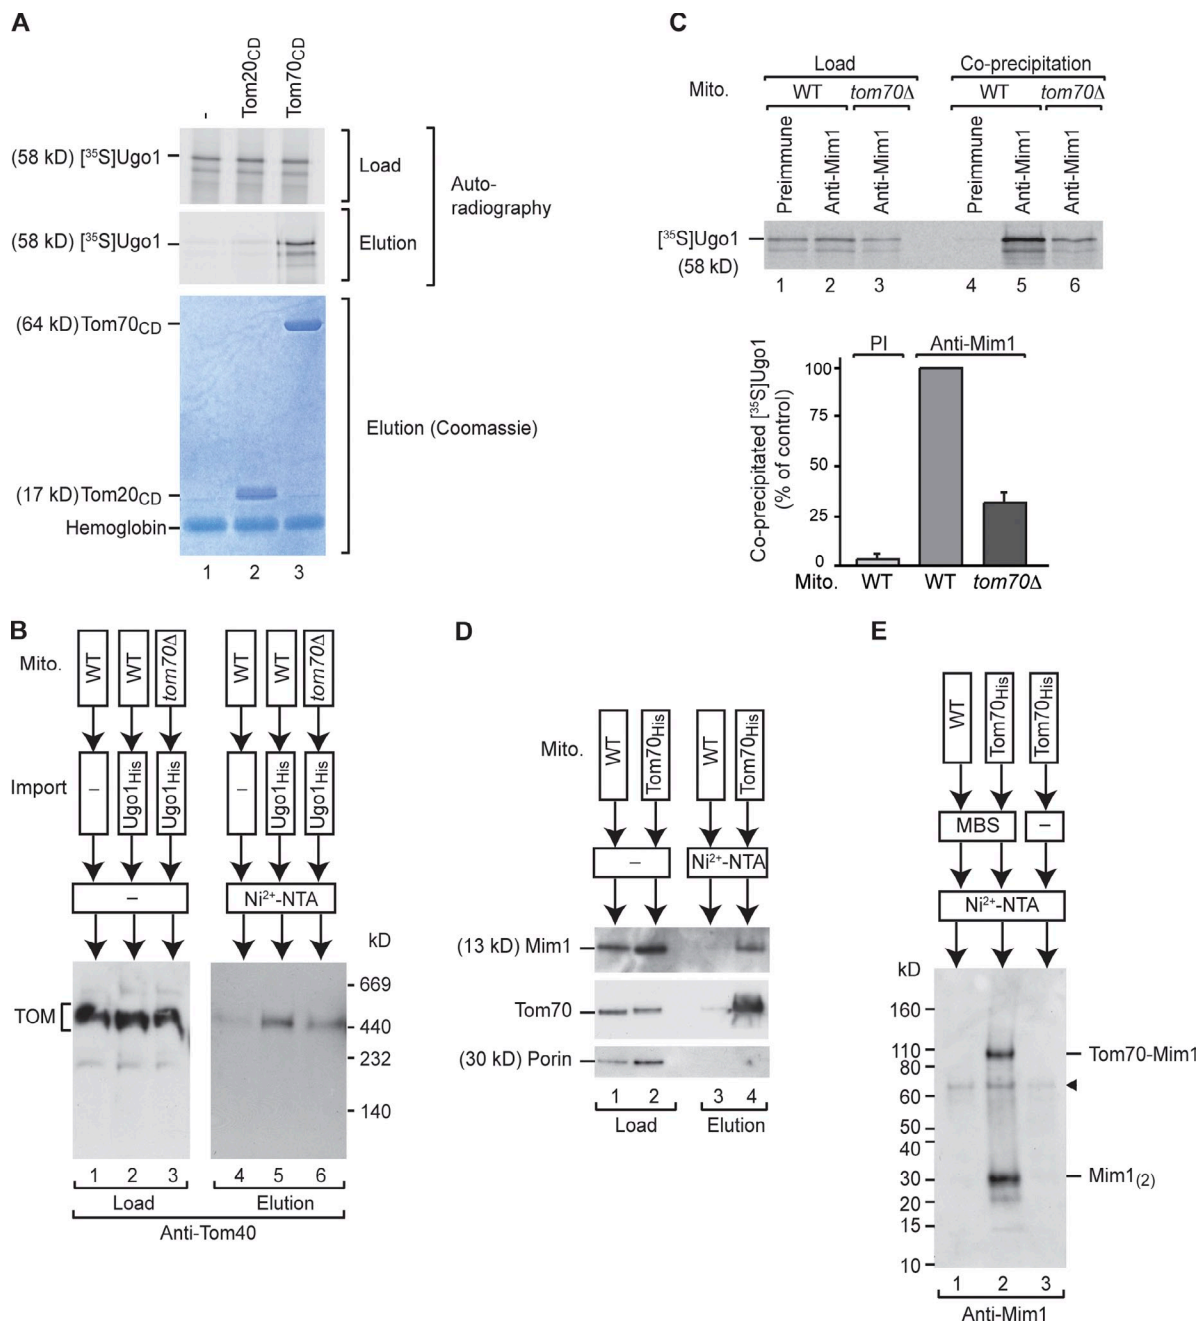 A
-
Tom20CD
Tom70CD
(58 kD) [³⁵S]Ugo1
Load
(58 kD) [³⁵S]Ugo1
Elution
Auto-
radiography
(64 kD) Tom70CD
Elution (Coomassie)
(17 kD) Tom20CD
Hemoglobin
1 2 3
C
Load
Co-precipitation
Mito.
WT tom70Δ WT tom70Δ
Preimmune
Anti-Mim1
Anti-Mim1
Preimmune
Anti-Mim1
Anti-Mim1
[³⁵S]Ugo1
(58 kD)
1 2 3 4 5 6
PI Anti-Mim1
Co-precipitated [³⁵S]Ugo1
(% of control)
100
75
50
25
0
Mito. WT WT tom70Δ
B
Mito. WT WT tom70Δ WT WT tom70Δ
Import – Ugo1His Ugo1His – Ugo1His Ugo1His
– Ni²⁺-NTA
kD
TOM
669
440
232
140
1 2 3 4 5 6
Load Elution
Anti-Tom40
D
Mito. WT Tom70His WT Tom70His
– Ni²⁺-NTA
(13 kD) Mim1
Tom70
(30 kD) Porin
1 2 3 4
Load Elution
E
WT Tom70His Tom70His
MBS –
Ni²⁺-NTA
kD
160
110
80
60
50
40
30
20
15
10
Tom70-Mim1
Mim1(2)
1 2 3
Anti-Mim1